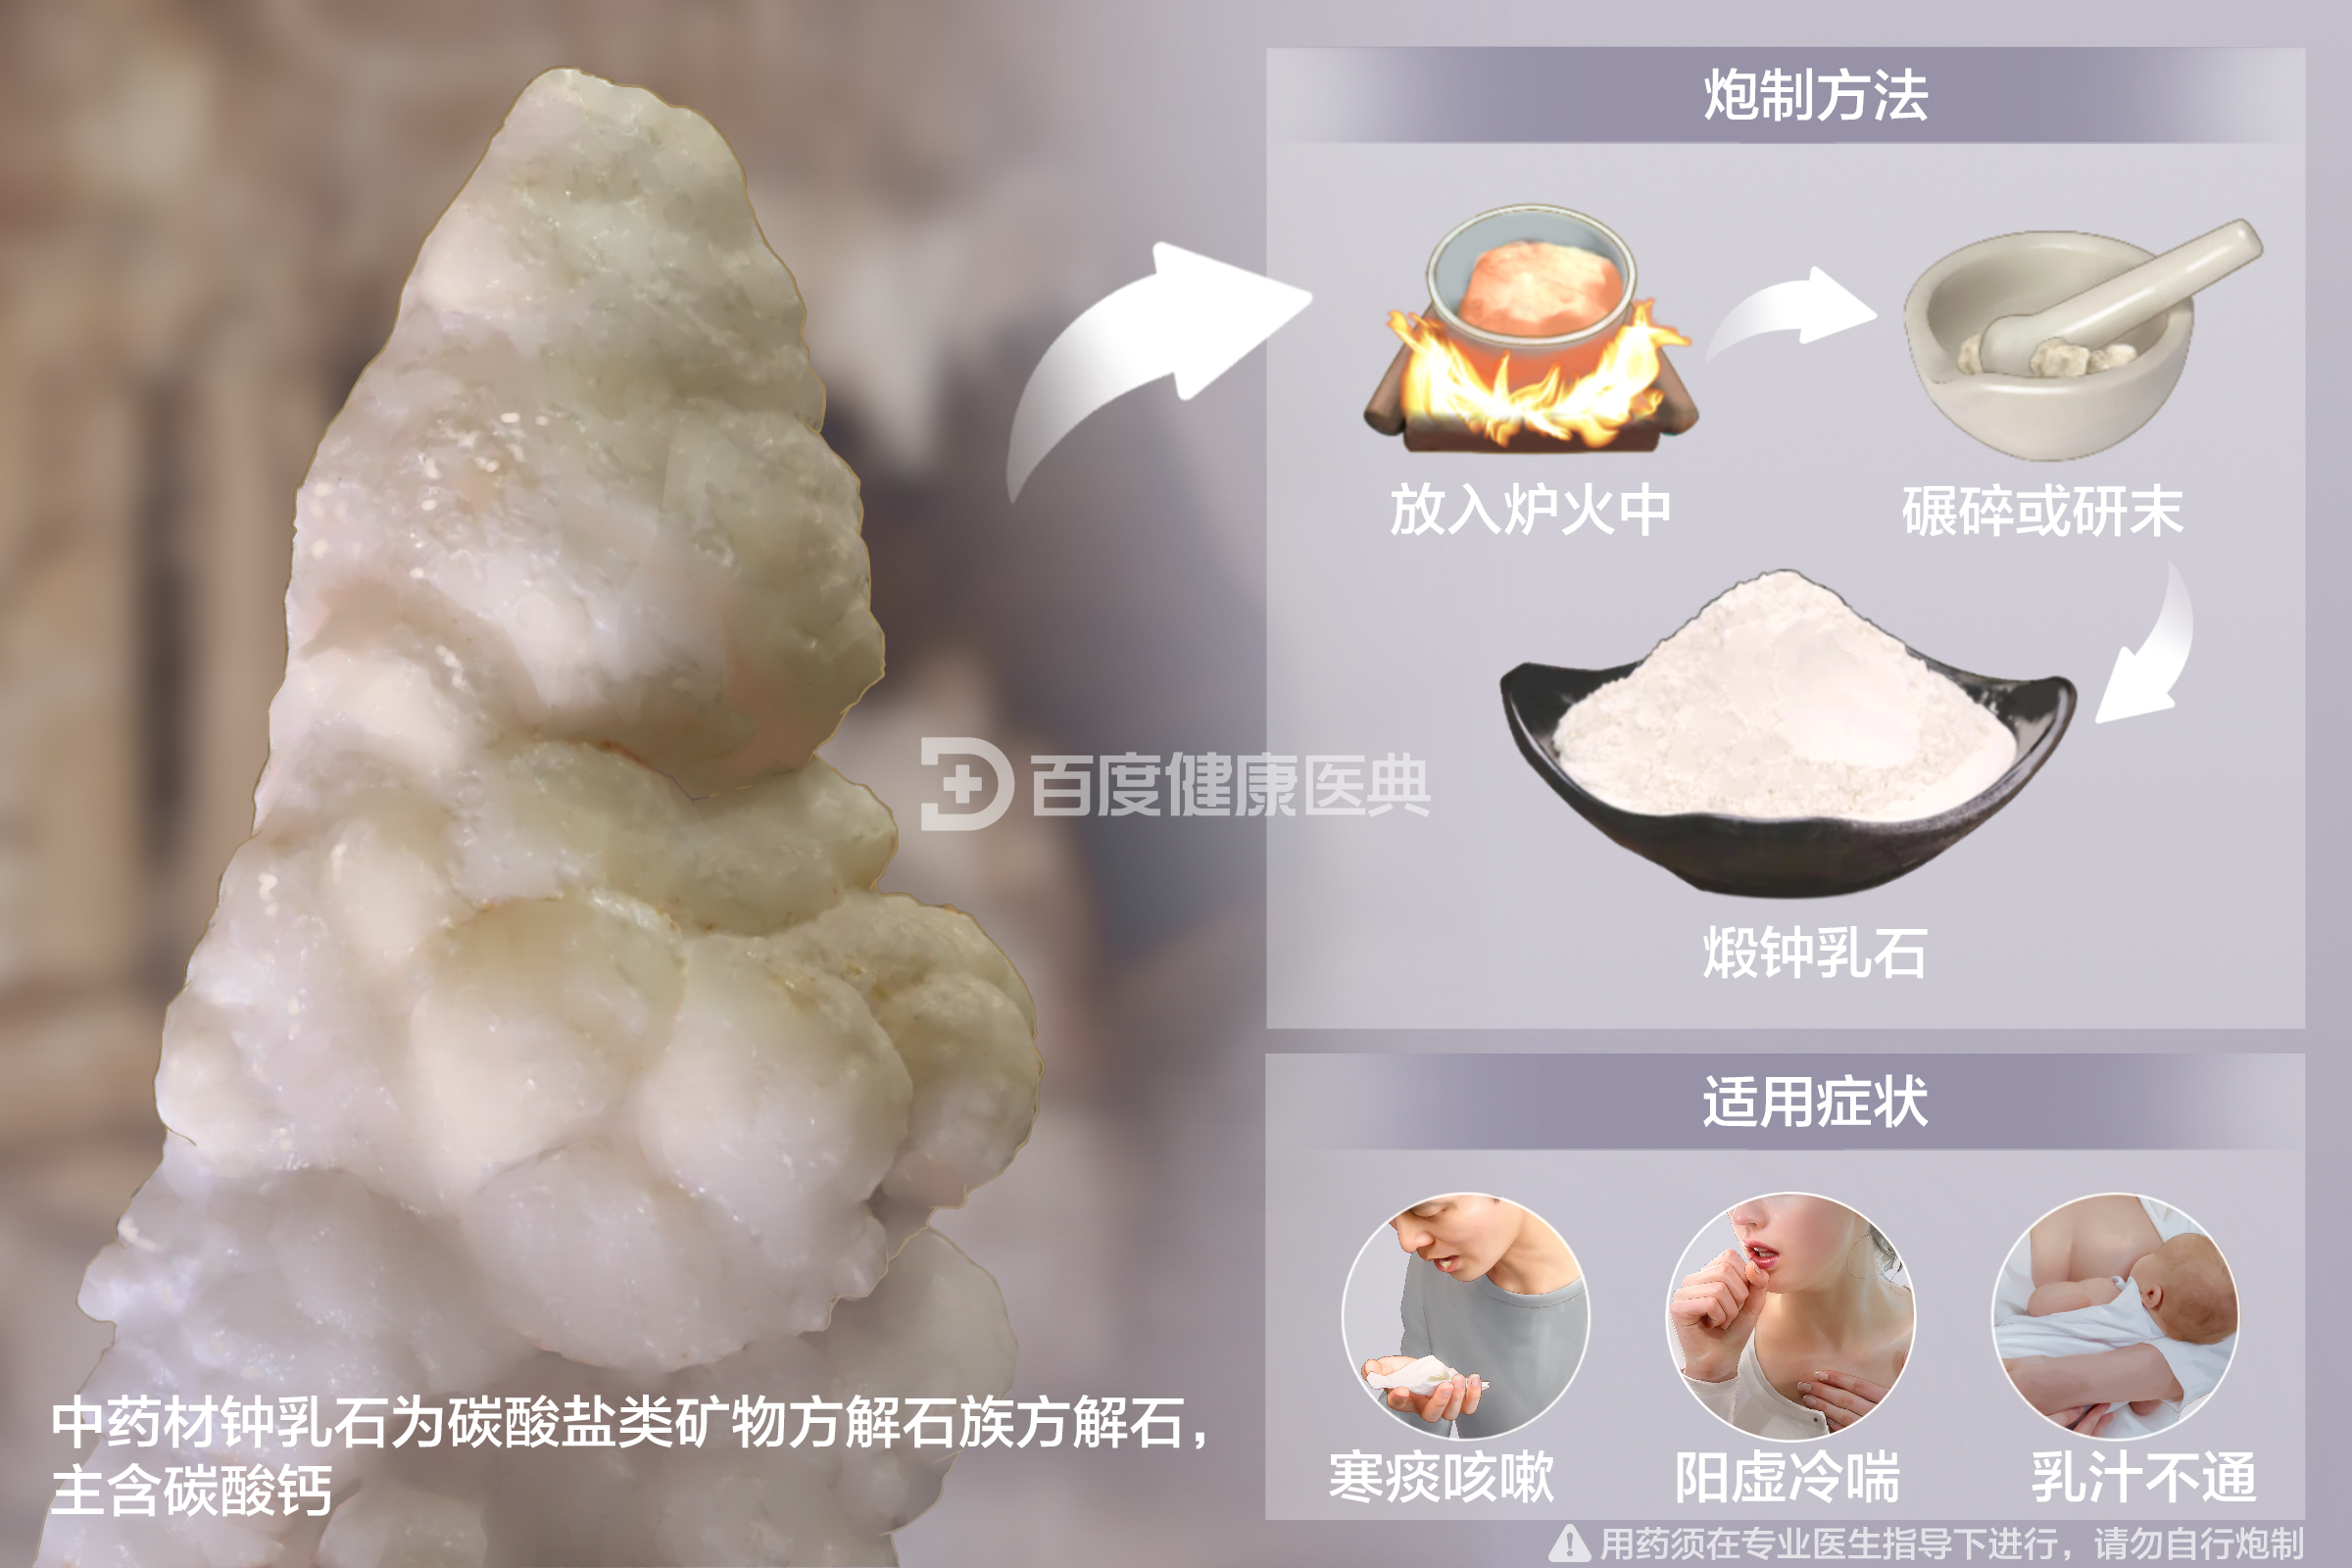 炮制方法
放入炉火中
碾碎或研末
煅钟乳石
百度健康医典
适用症状
寒痰咳嗽
阳虚冷喘
乳汁不通
中药材钟乳石为碳酸盐类矿物方解石族方解石，
主含碳酸钙
用药须在专业医生指导下进行，请勿自行炮制